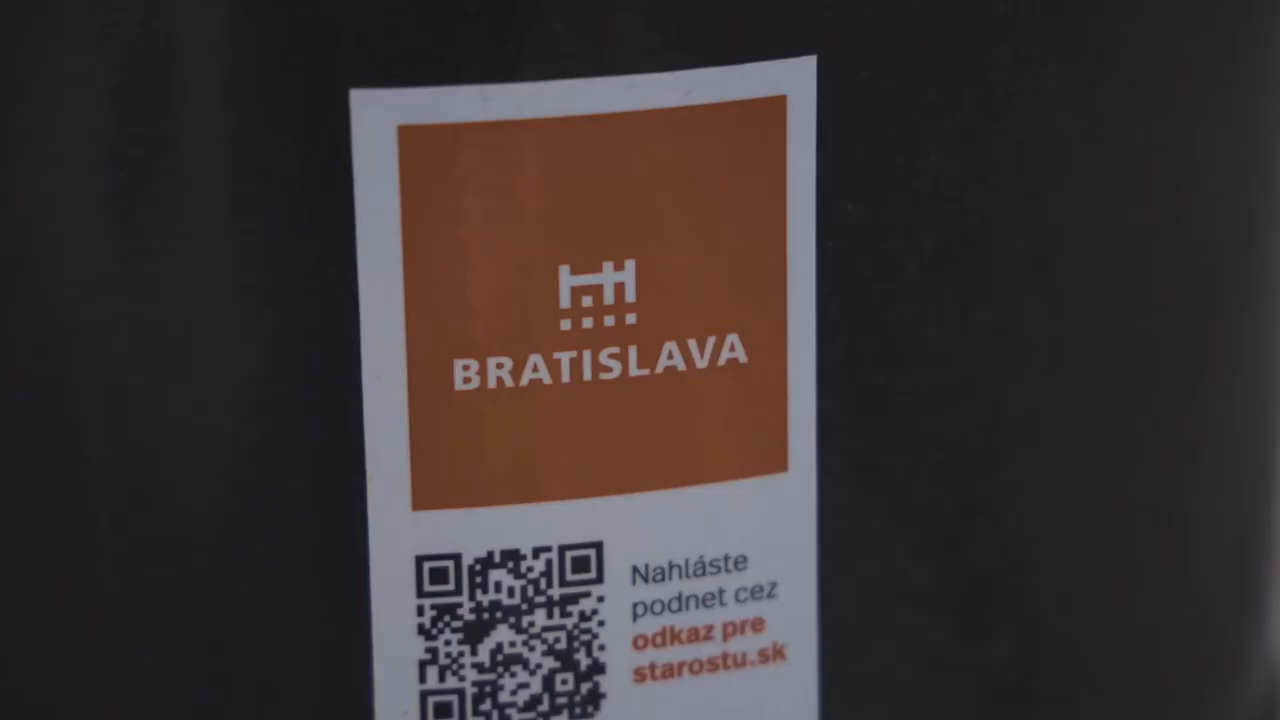 BRATISLAVA
Nahláste
podnet cez
odkaz pre
starostu.sk